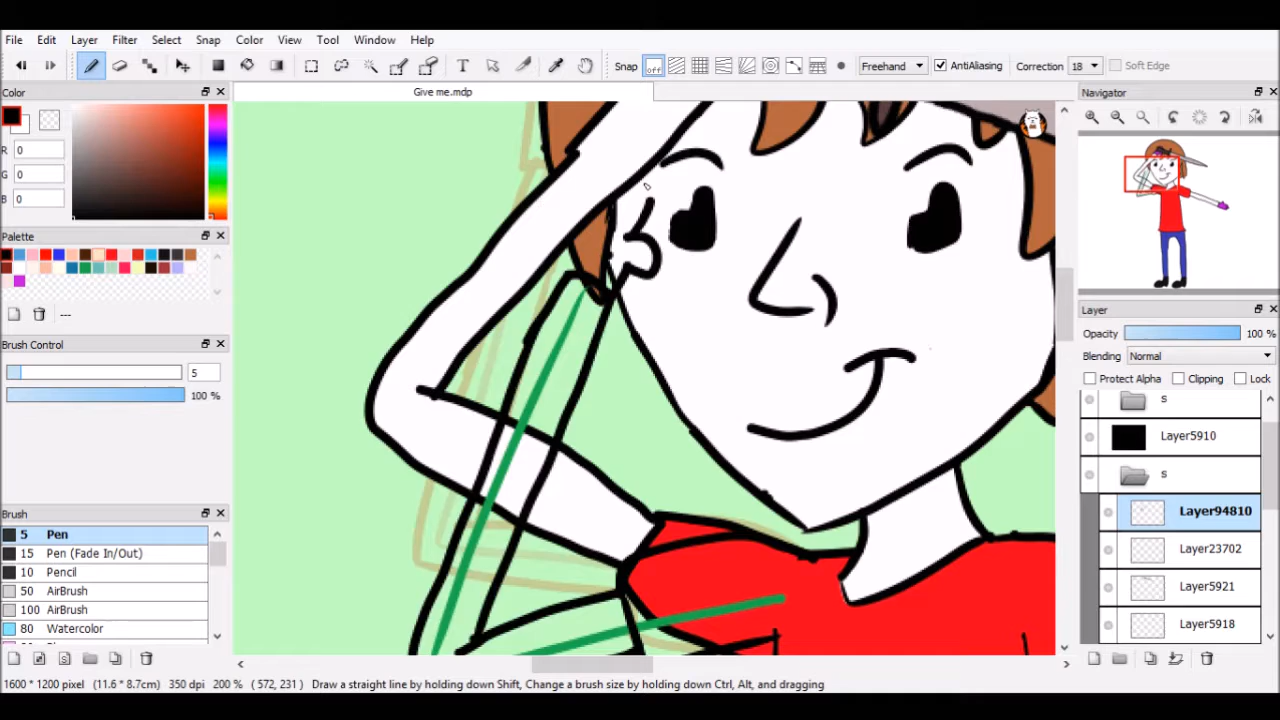 File Edit Layer Filter Select Snap Color View Tool Window Help
Snap off Freehand AntiAliasing Correction 18 Soft Edge
Color
Give me.mdp
Navigator
R 0
G 0
B 0
Palette
---
Layer
Opacity 100 %
Brush Control
Blending Normal
5
Protect Alpha Clipping Lock
100 %
S
Layer5910
S
Brush
Layer94810
5 Pen
15 Pen (Fade In/Out)
Layer23702
10 Pencil
50 AirBrush
Layer5921
100 AirBrush
80 Watercolor
Layer5918
1600 * 1200 pixel (11.6 * 8.7cm) 350 dpi 200 % ( 572, 231 ) Draw a straight line by holding down Shift, Change a brush size by holding down Ctrl, Alt, and dragging